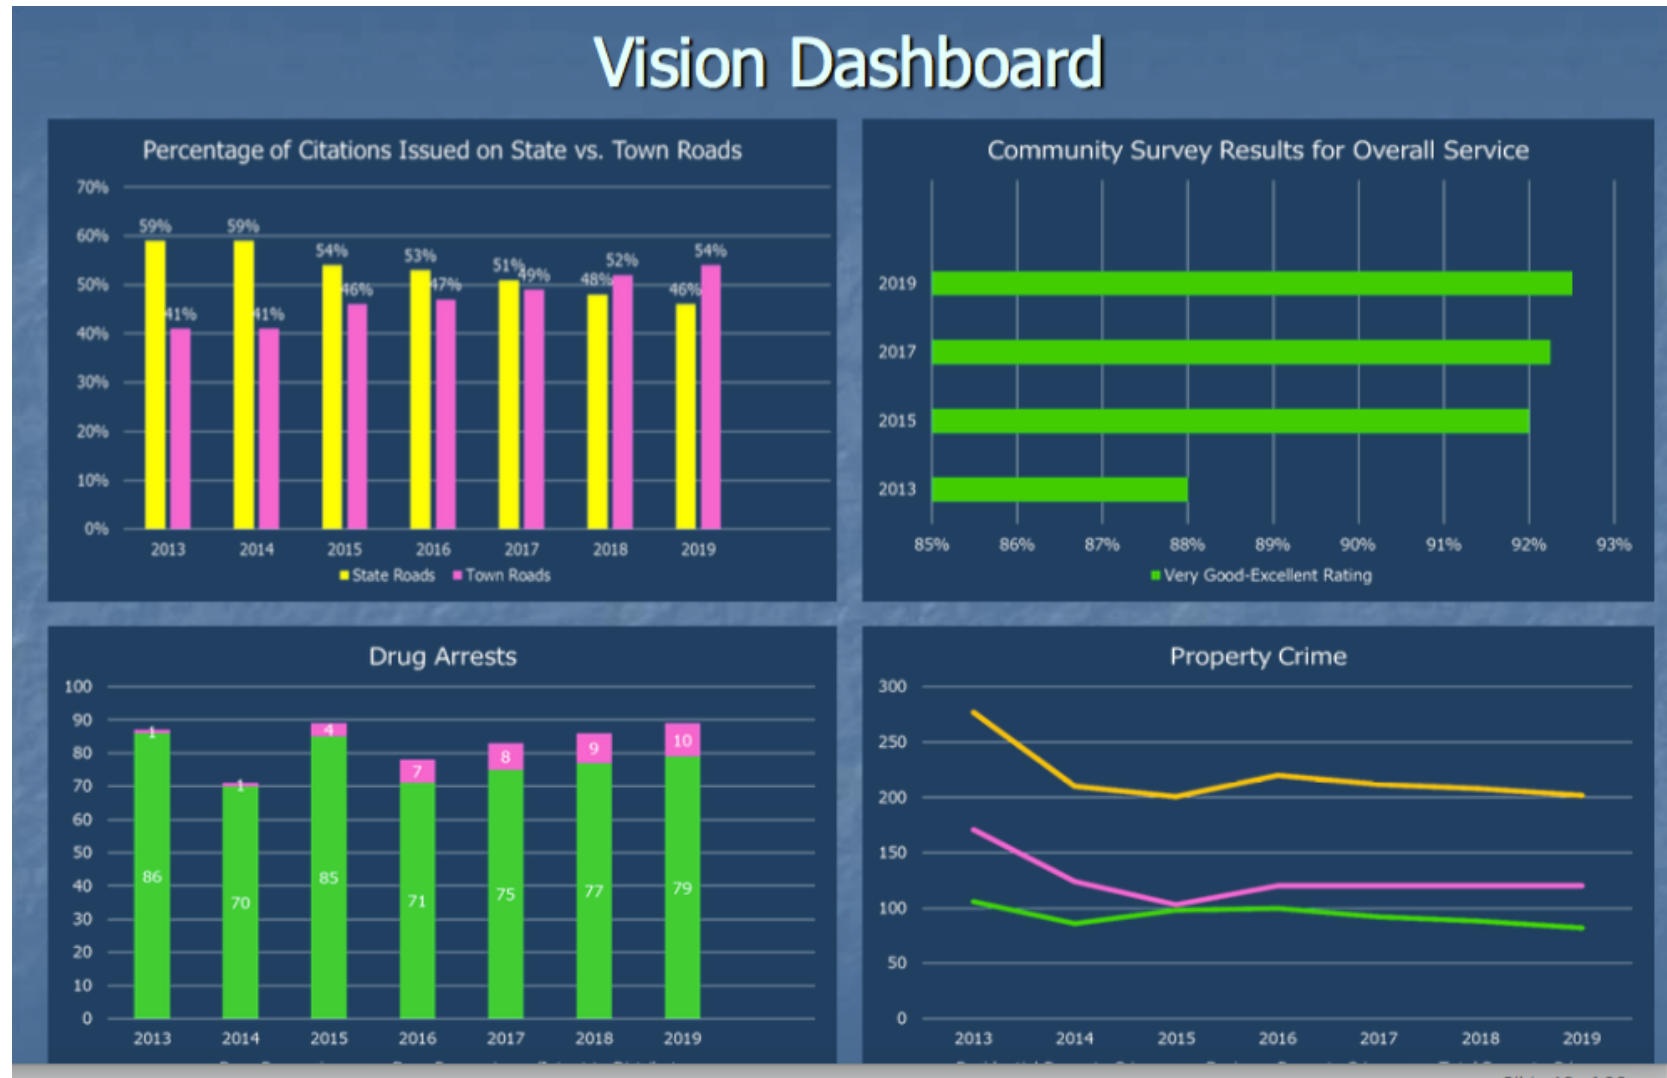 Vision Dashboard
Percentage of Citations Issued on State vs. Town Roads
70%
60%
50%
40%
30%
20%
10%
0%
59% 59% 54% 53% 51% 48% 46%
41% 41% 46% 47% 49% 52% 54%
2013 2014 2015 2016 2017 2018 2019
State Roads Town Roads
Community Survey Results for Overall Service
2019
2017
2015
2013
85% 86% 87% 88% 89% 90% 91% 92% 93%
Very Good-Excellent Rating
Drug Arrests
100
90
80
70
60
50
40
30
20
10
0
1 1 4 7 8 9 10
86 70 85 71 75 77 79
2013 2014 2015 2016 2017 2018 2019
Property Crime
300
250
200
150
100
50
0
2013 2014 2015 2016 2017 2018 2019